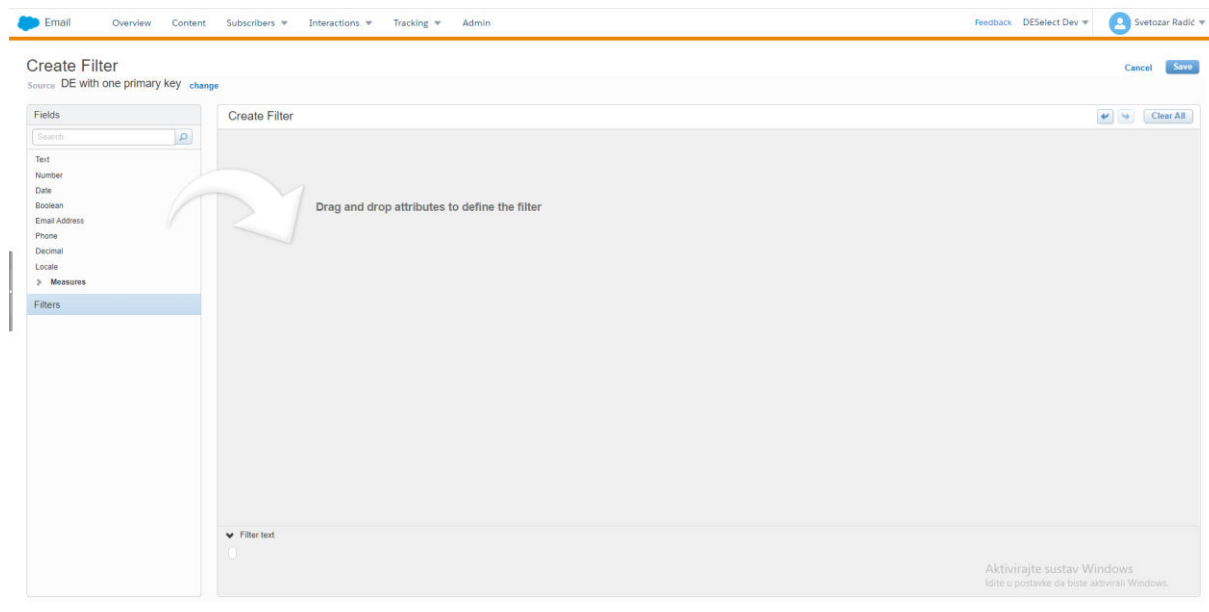 Email Overview Content Subscribers Interactions Tracking Admin Feedback DESelect Dev Svetozar Radić
Create Filter
Cancel Save
Source DE with one primary key change
Fields
Create Filter
Clear All
Search
Text
Number
Date
Boolean
Email Address
Phone
Decimal
Locale
Measures
Filters
Drag and drop attributes to define the filter
Filter text
Aktivirajte sustav Windows
Idite u postavke da biste aktivirali Windows.